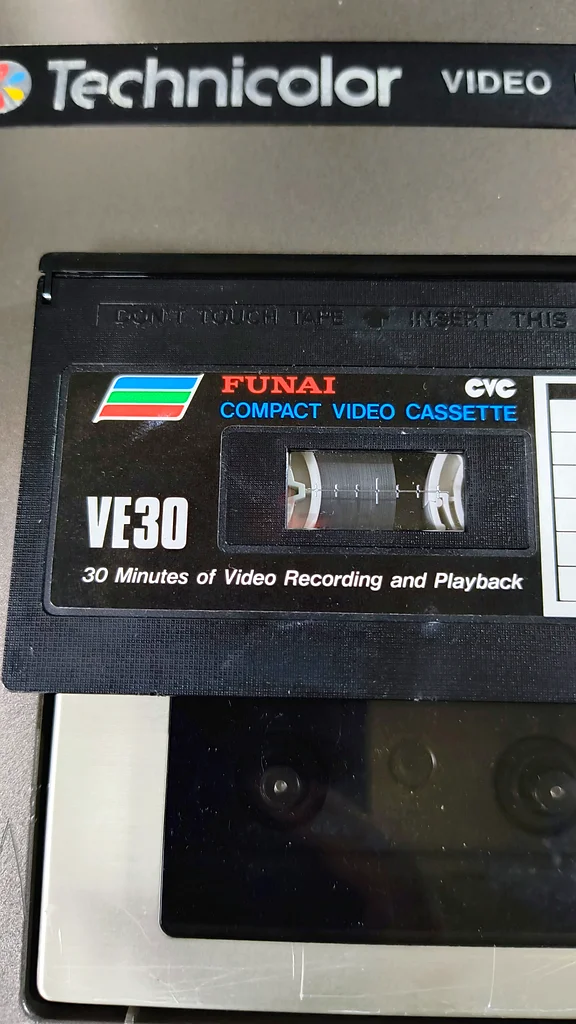 Technicolor VIDEO
DON'T TOUCH TAPE INSERT THIS
FUNAI CVC
COMPACT VIDEO CASSETTE
VE30
30 Minutes of Video Recording and Playback